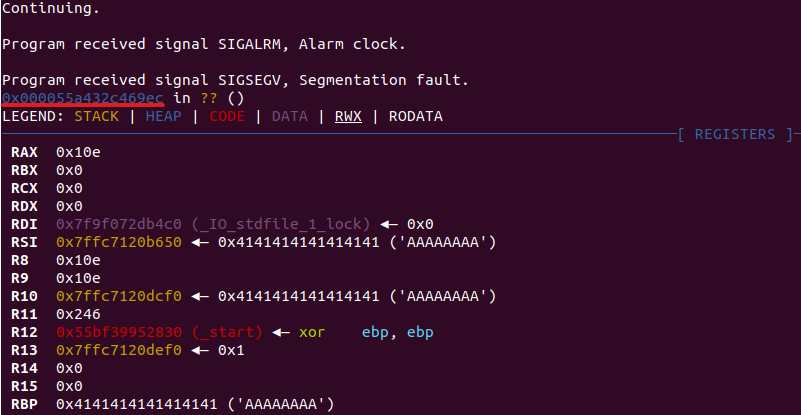 Continuing.
Program received signal SIGALRM, Alarm clock.
Program received signal SIGSEGV, Segmentation fault.
0x000055a432c469ec in ?? ()
LEGEND: STACK | HEAP | CODE | DATA | RWX | RODATA
[ REGISTERS ]
RAX 0x10e
RBX 0x0
RCX 0x0
RDX 0x0
RDI 0x7f9f072db4c0 (_IO_stdfile_1_lock) ◂— 0x0
RSI 0x7ffc7120b650 ◂— 0x4141414141414141 ('AAAAAAAA')
R8 0x10e
R9 0x10e
R10 0x7ffc7120dcf0 ◂— 0x4141414141414141 ('AAAAAAAA')
R11 0x246
R12 0x55bf39952830 (_start) ◂— xor ebp, ebp
R13 0x7ffc7120def0 ◂— 0x1
R14 0x0
R15 0x0
RBP 0x4141414141414141 ('AAAAAAAA')